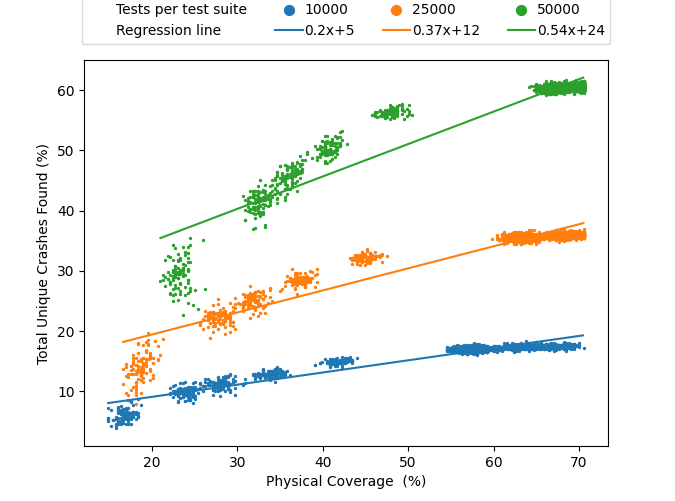 Tests per test suite 10000 25000 50000
Regression line 0.2x+5 0.37x+12 0.54x+24
60
50
40
30
20
10
Total Unique Crashes Found (%)
20 30 40 50 60 70
Physical Coverage (%)